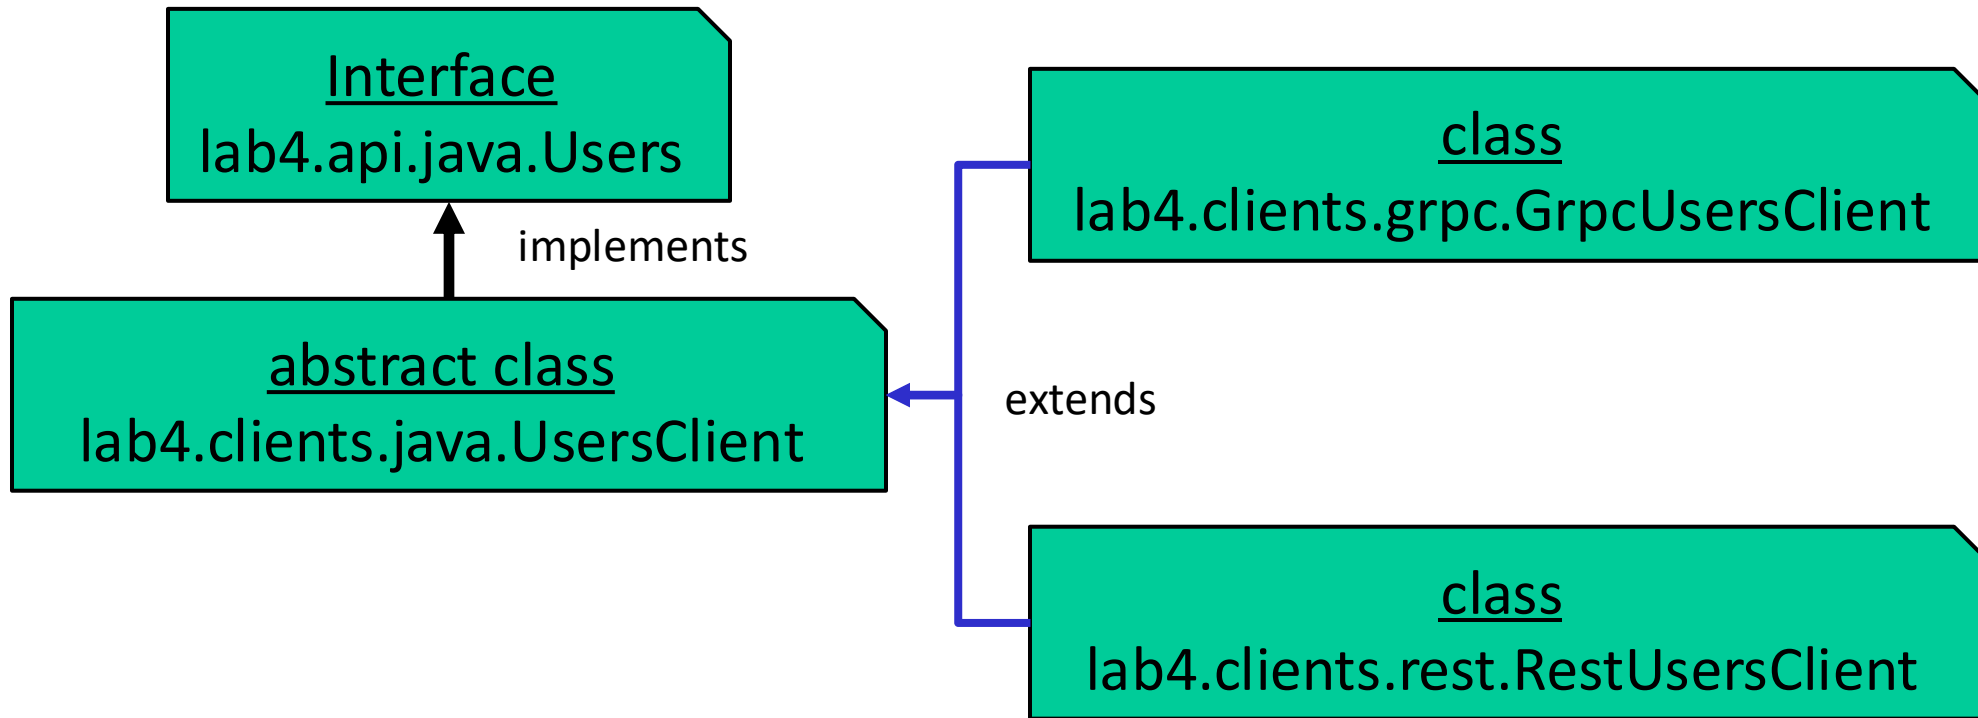 Interface
lab4.api.java.Users
implements
abstract class
lab4.clients.java.UsersClient
class
lab4.clients.grpc.GrpcUsersClient
extends
class
lab4.clients.rest.RestUsersClient